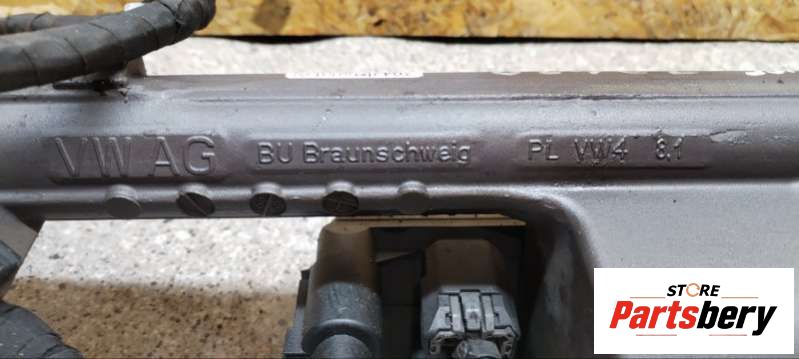 VW AG BU Braunschweig PL VW4 8.1
STORE
Partsbery